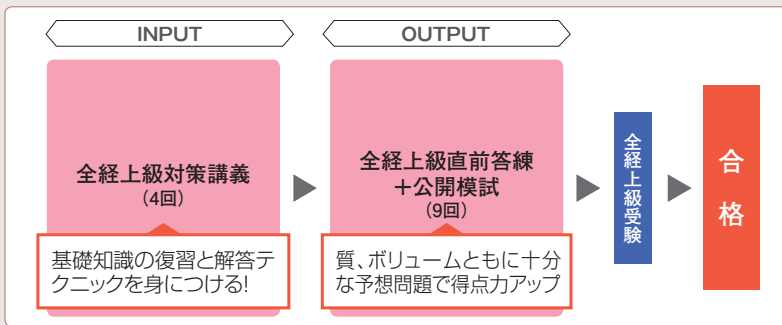 INPUT
OUTPUT
全経上級対策講義
(4回)
基礎知識の復習と解答テ
クニックを身につける!
全経上級直前答練
＋公開模試
(9回)
質、ボリュームともに十分
な予想問題で得点力アップ
全経上級受験
合格